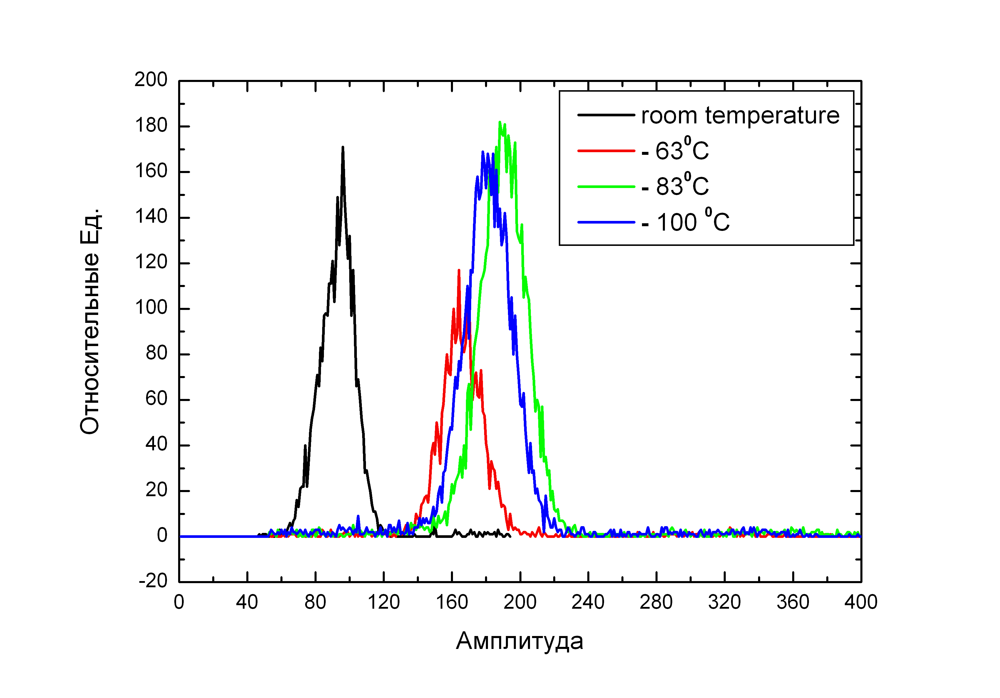 200
180
160
140
120
100
80
60
40
20
0
-20
Относительные Ед.
room temperature
- 63⁰C
- 83⁰C
- 100 ⁰C
0 40 80 120 160 200 240 280 320 360 400
Амплитуда